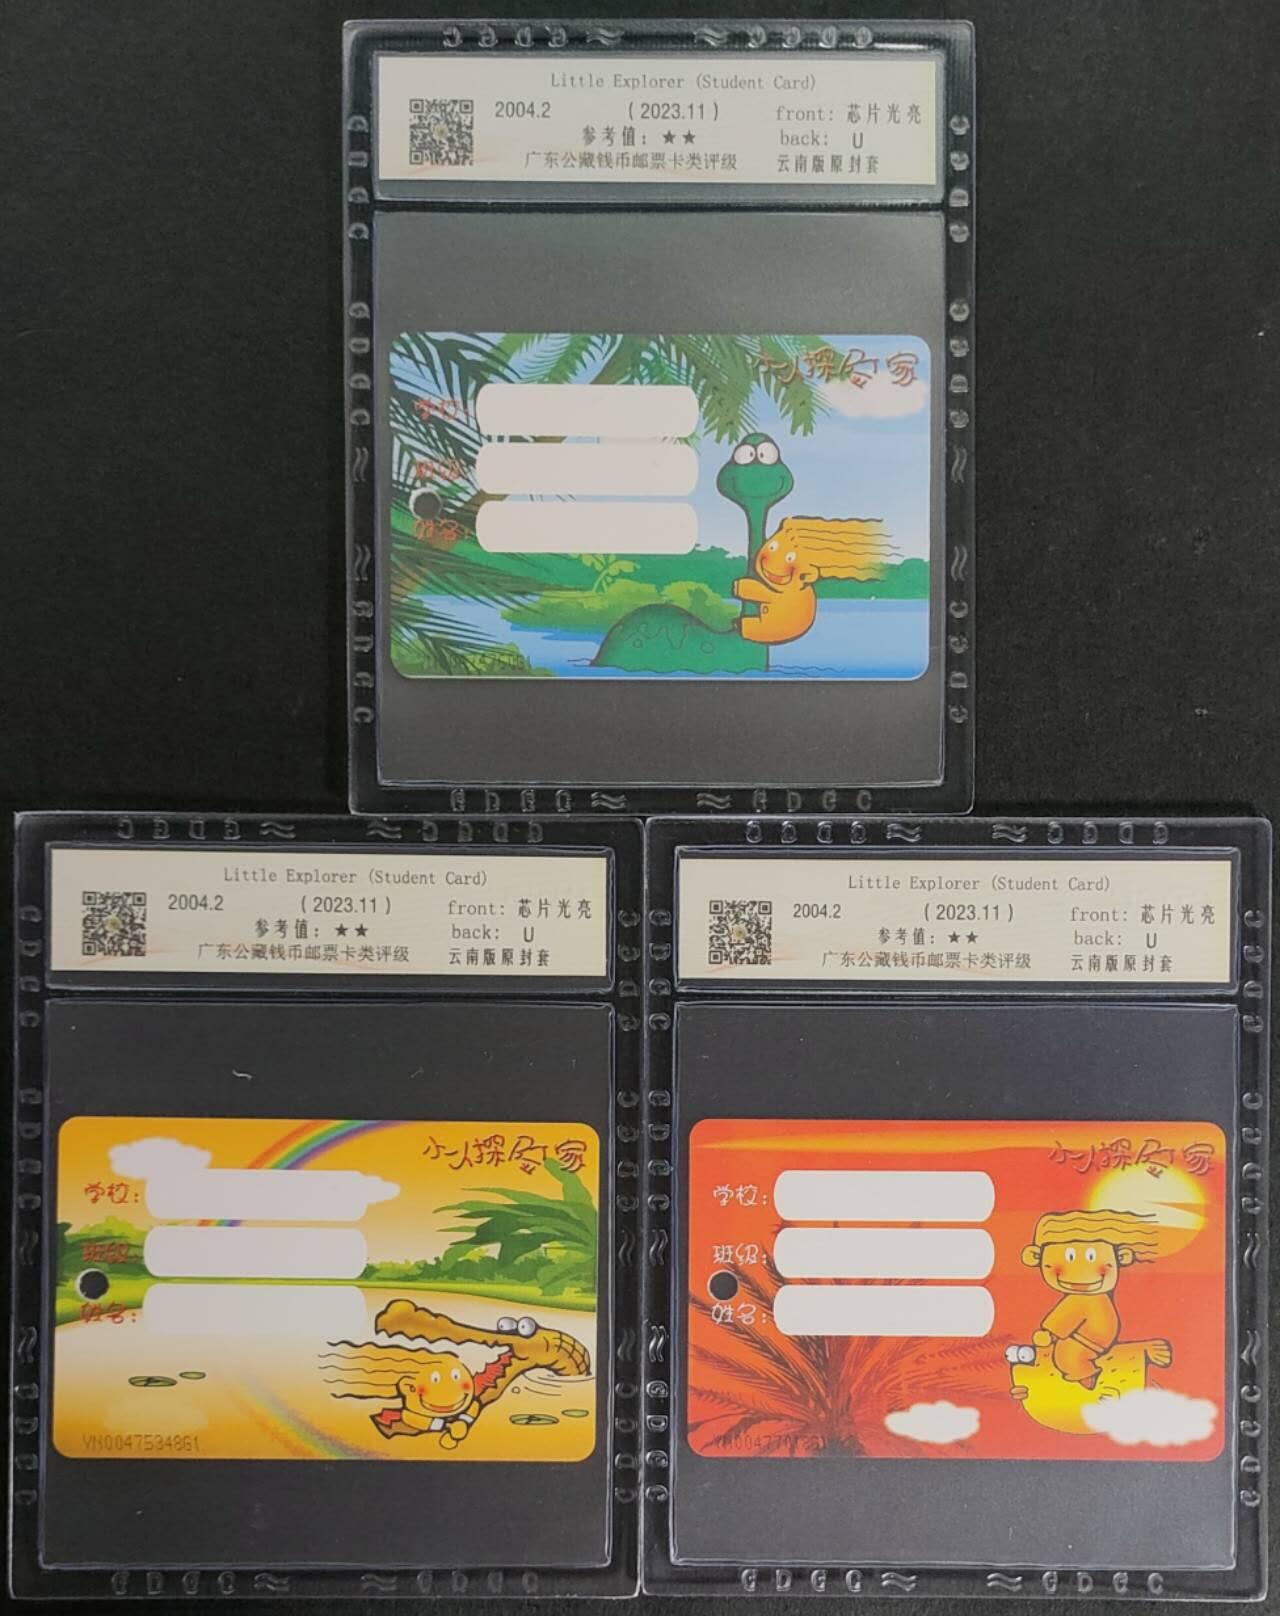 Little Explorer (Student Card)
2004.2 (2023.11) front: 芯片光亮
参考值：★★ back: U
广东公藏钱币邮票卡类评级 云南版原封套
小人探险家
学校：
班级：
姓名：
Little Explorer (Student Card)
2004.2 (2023.11) front: 芯片光亮
参考值：★★ back: U
广东公藏钱币邮票卡类评级 云南版原封套
小人探险家
学校：
班级：
姓名：
YN00475348G1
Little Explorer (Student Card)
2004.2 (2023.11) front: 芯片光亮
参考值：★★ back: U
广东公藏钱币邮票卡类评级 云南版原封套
小人探险家
学校：
班级：
姓名：